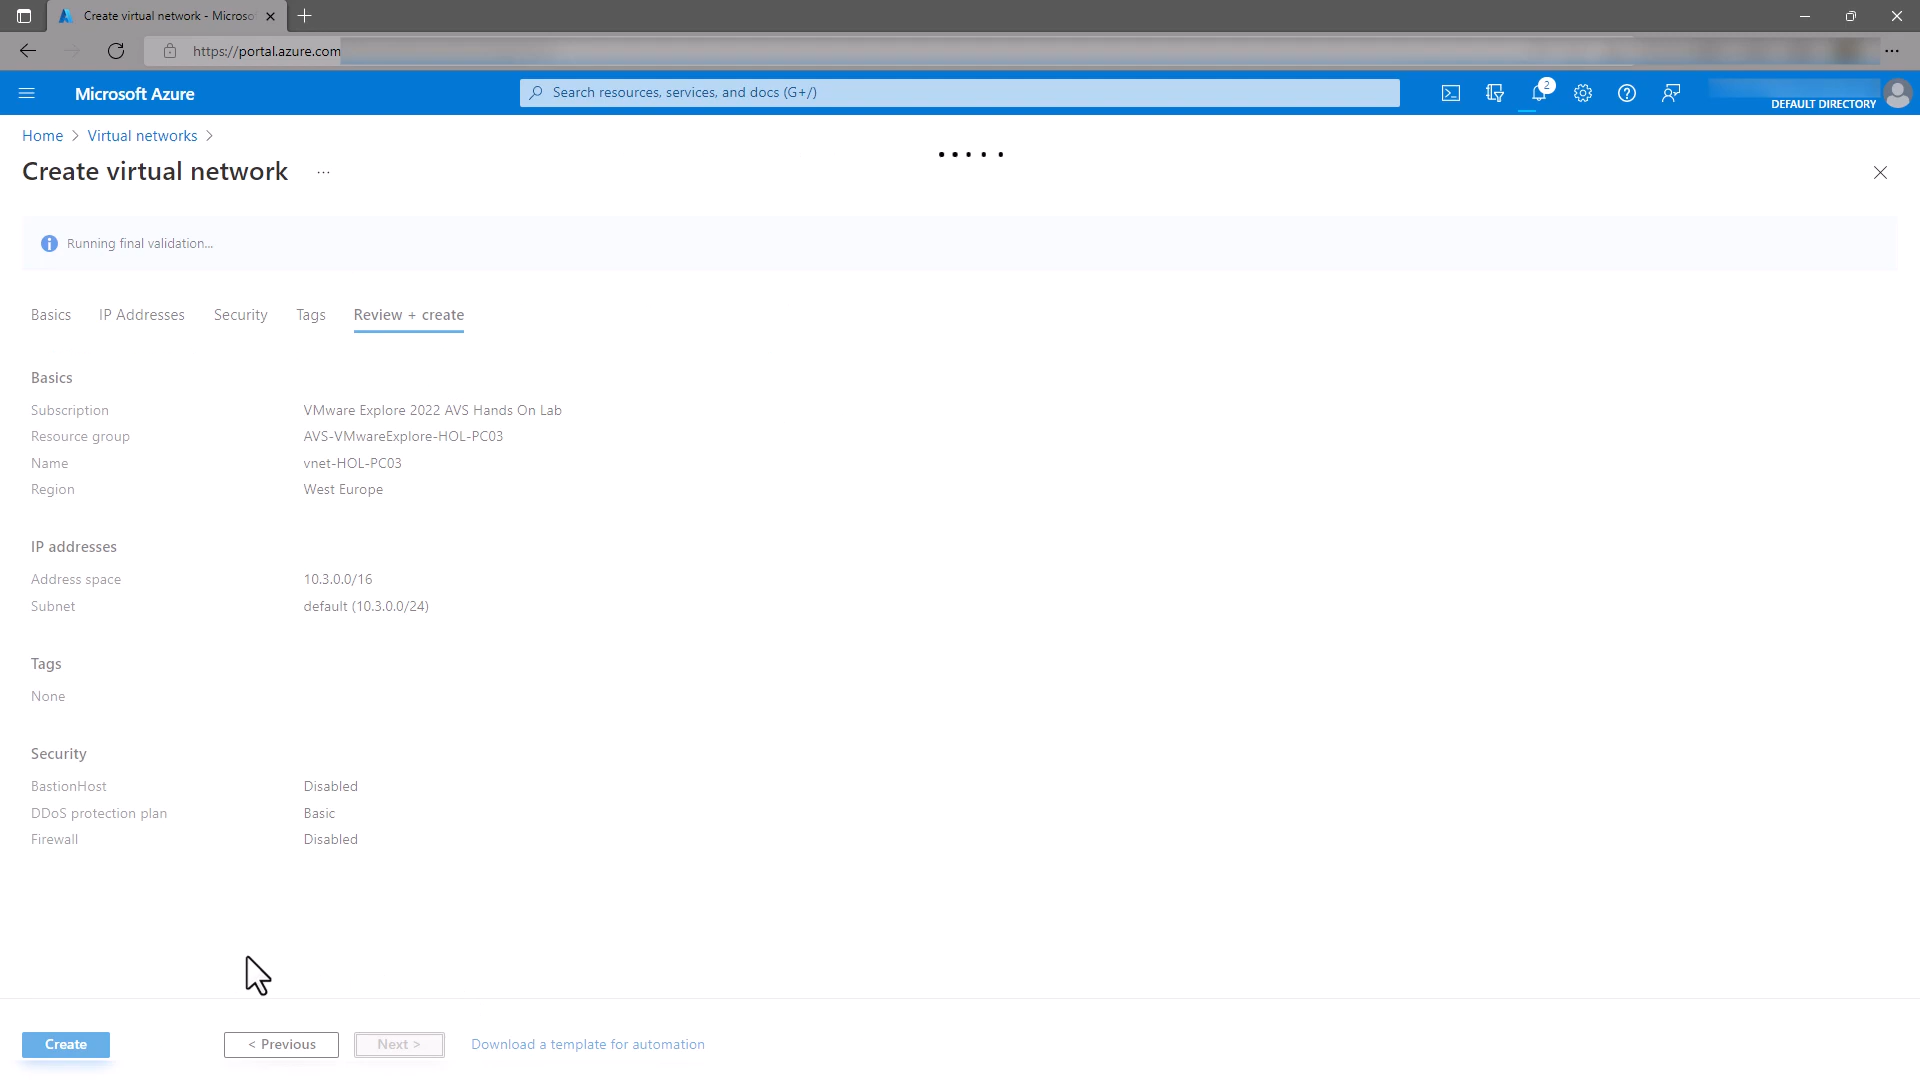 Create virtual network - Microso
https://portal.azure.com
Microsoft Azure
Search resources, services, and docs (G+/)
2
DEFAULT DIRECTORY
Home > Virtual networks >
Create virtual network ...
Running final validation...
Basics IP Addresses Security Tags Review + create
Basics
Subscription VMware Explore 2022 AVS Hands On Lab
Resource group AVS-VMwareExplore-HOL-PC03
Name vnet-HOL-PC03
Region West Europe
IP addresses
Address space 10.3.0.0/16
Subnet default (10.3.0.0/24)
Tags
None
Security
BastionHost Disabled
DDoS protection plan Basic
Firewall Disabled
Create < Previous Next > Download a template for automation